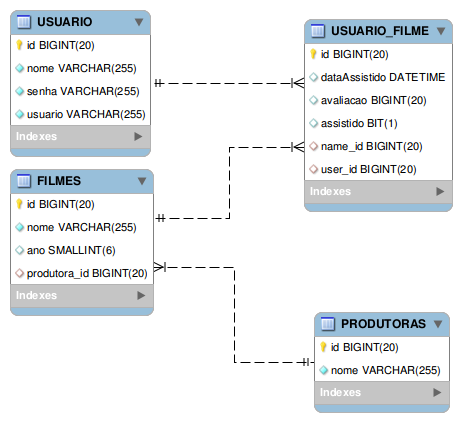 USUARIO
id BIGINT(20)
nome VARCHAR(255)
senha VARCHAR(255)
usuario VARCHAR(255)
Indexes
USUARIO_FILME
id BIGINT(20)
dataAssistido DATETIME
avaliacao BIGINT(20)
assistido BIT(1)
name_id BIGINT(20)
user_id BIGINT(20)
Indexes
FILMES
id BIGINT(20)
nome VARCHAR(255)
ano SMALLINT(6)
produtora_id BIGINT(20)
Indexes
PRODUTORAS
id BIGINT(20)
nome VARCHAR(255)
Indexes